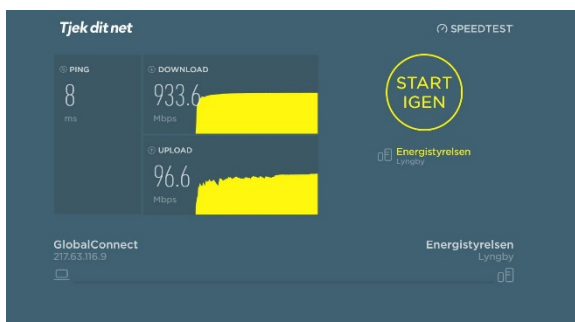 Tjek dit net
SPEEDTEST
PING
8
ms
DOWNLOAD
933.6
Mbps
UPLOAD
96.6
Mbps
START
IGEN
Energistyrelsen
Lyngby
GlobalConnect
217.63.116.9
Energistyrelsen
Lyngby